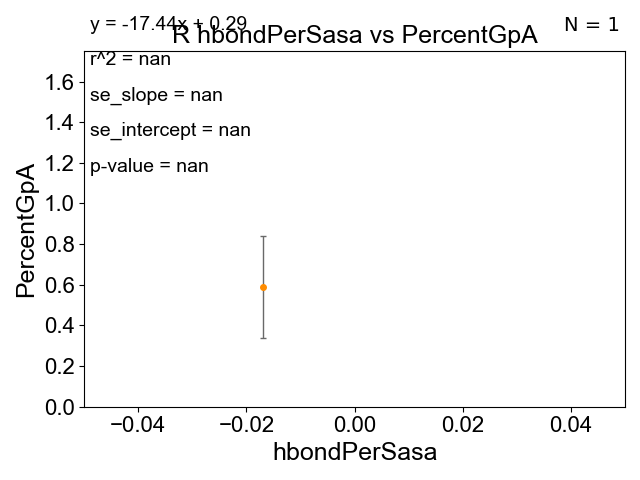 y = -17.44x + 0.29
R hbondPerSasa vs PercentGpA
N = 1
r^2 = nan
se_slope = nan
se_intercept = nan
p-value = nan
1.6
1.4
1.2
1.0
0.8
0.6
0.4
0.2
0.0
PercentGpA
−0.04 −0.02 0.00 0.02 0.04
hbondPerSasa